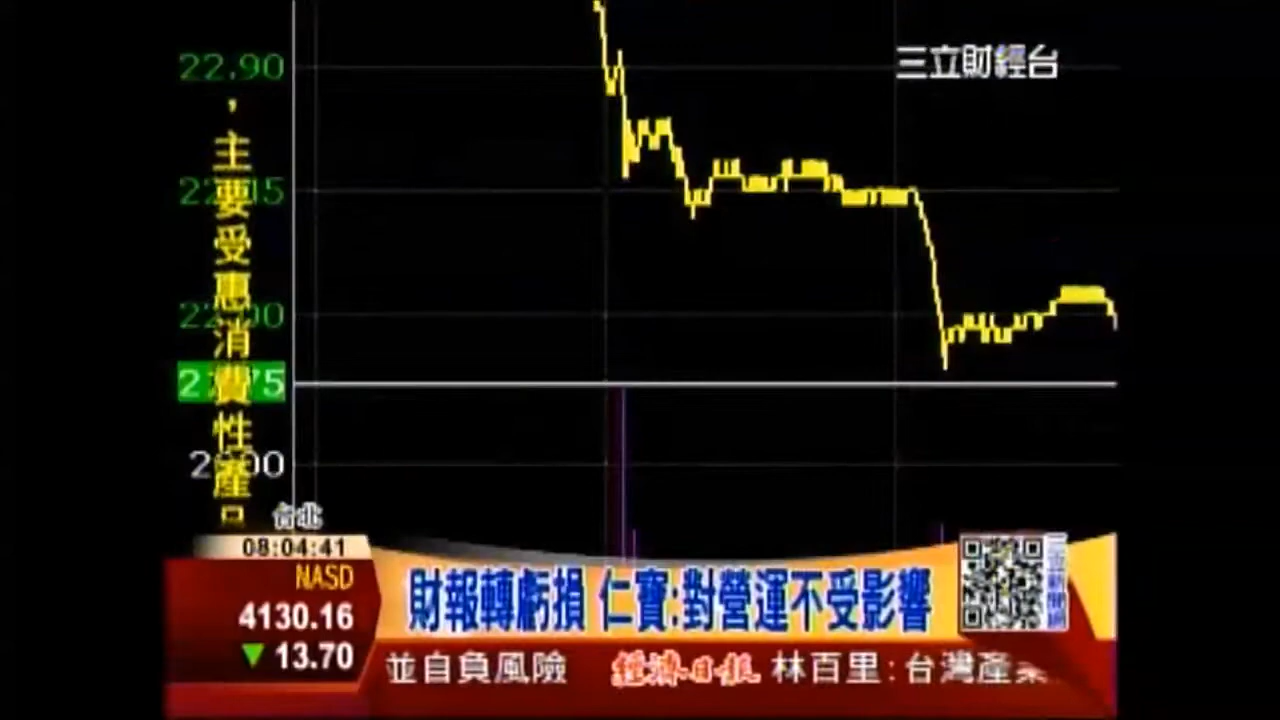 三立財經台
22.90
，主要受惠消費性產
台北
08:04:41
NASD
4130.16
▼ 13.70
財報轉虧損 仁寶:對營運不受影響
並自負風險 經濟日報 林百里:台灣產業